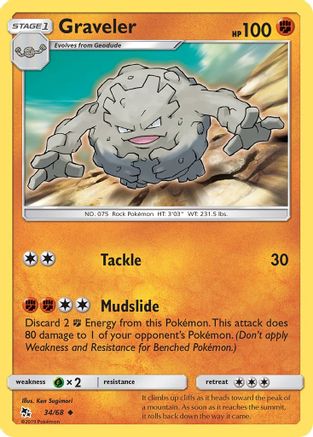 STAGE 1 Graveler HP 100
Evolves from Geodude
NO. 075 Rock Pokémon HT: 3'03" WT: 231.5 lbs.
Tackle 30
Mudslide
Discard 2 Energy from this Pokémon. This attack does
80 damage to 1 of your opponent's Pokémon. (Don't apply
Weakness and Resistance for Benched Pokémon.)
weakness × 2 resistance retreat
Illus. Ken Sugimori
34/68
©2019 Pokémon
It climbs up cliffs as it heads toward the peak of
a mountain. As soon as it reaches the summit,
it rolls back down the way it came.